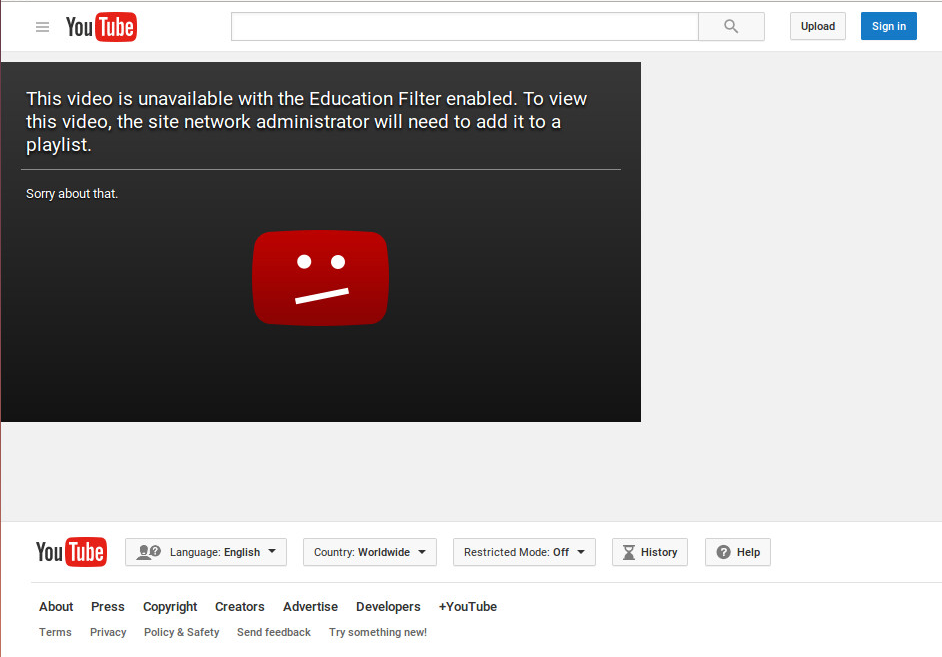 YouTube
Upload
Sign in
This video is unavailable with the Education Filter enabled. To view
this video, the site network administrator will need to add it to a
playlist.
Sorry about that.
YouTube
Language: English
Country: Worldwide
Restricted Mode: Off
History
? Help
About Press Copyright Creators Advertise Developers +YouTube
Terms Privacy Policy & Safety Send feedback Try something new!